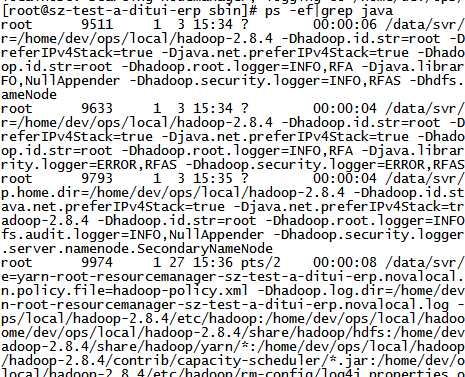 [root@sz-test-a-ditui-erp sbin]# ps -ef|grep java
root 9511 1 3 15:34 ? 00:00:06 /data/svr/
r=/home/dev/ops/local/hadoop-2.8.4 -Dhadoop.id.str=root -D
referIPv4Stack=true -Djava.net.preferIPv4Stack=true -Dhado
op.id.str=root -Dhadoop.root.logger=INFO,RFA -Djava.librar
FO,NullAppender -Dhadoop.security.logger=INFO,RFAS -Dhdfs.
ameNode
root 9633 1 3 15:34 ? 00:00:04 /data/svr/
r=/home/dev/ops/local/hadoop-2.8.4 -Dhadoop.id.str=root -D
referIPv4Stack=true -Djava.net.preferIPv4Stack=true -Dhado
op.id.str=root -Dhadoop.root.logger=INFO,RFA -Djava.librar
rity.logger=ERROR,RFAS -Dhadoop.security.logger=ERROR,RFAS
root 9793 1 3 15:35 ? 00:00:04 /data/svr/
p.home.dir=/home/dev/ops/local/hadoop-2.8.4 -Dhadoop.id.st
ava.net.preferIPv4Stack=true -Djava.net.preferIPv4Stack=tr
adoop-2.8.4 -Dhadoop.id.str=root -Dhadoop.root.logger=INFO
fs.audit.logger=INFO,NullAppender -Dhadoop.security.logger
.server.namenode.SecondaryNameNode
root 9974 1 27 15:36 pts/2 00:00:08 /data/svr/
e=yarn-root-resourcemanager-sz-test-a-ditui-erp.novalocal.
n.policy.file=hadoop-policy.xml -Dhadoop.log.dir=/home/dev
n-root-resourcemanager-sz-test-a-ditui-erp.novalocal.log -
ps/local/hadoop-2.8.4/etc/hadoop:/home/dev/ops/local/hadoo
ome/dev/ops/local/hadoop-2.8.4/share/hadoop/hdfs:/home/dev
adoop-2.8.4/share/hadoop/yarn/*:/home/dev/ops/local/hadoop
/hadoop-2.8.4/contrib/capacity-scheduler/*.jar:/home/dev/o
local/hadoop-2.8.4/etc/hadoop/rm-config/log4j.properties o